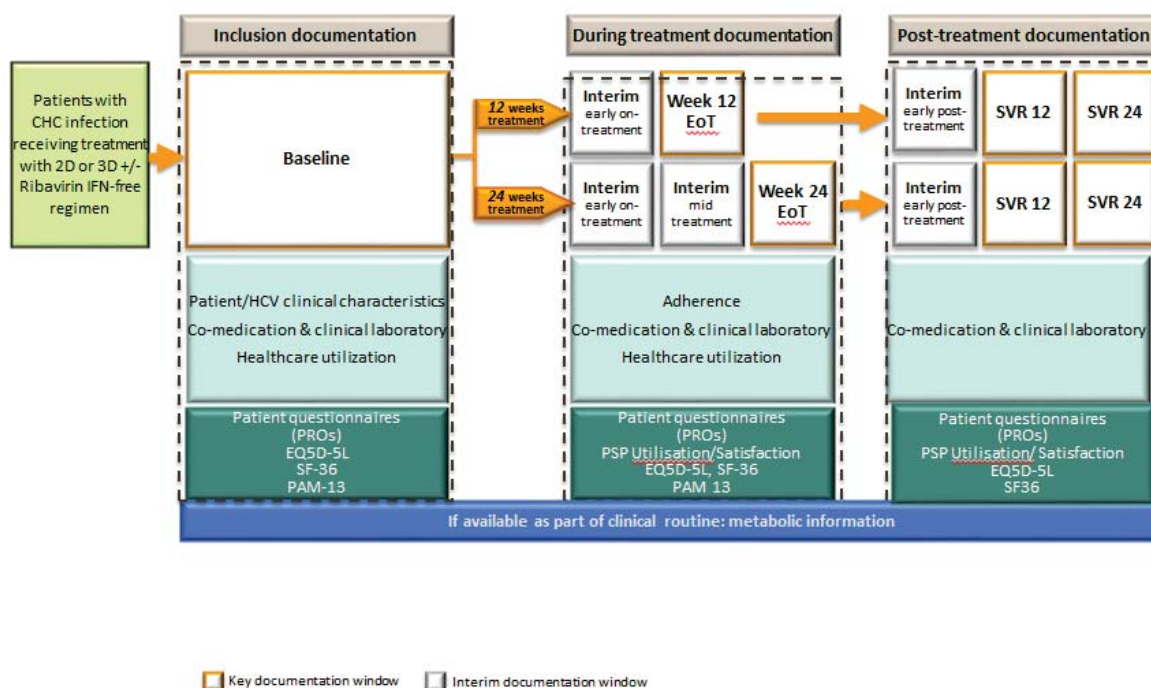 Inclusion documentation
During treatment documentation
Post-treatment documentation
Patients with
CHC infection
receiving treatment
with 2D or 3D +/-
Ribavirin IFN-free
regimen
Baseline
12 weeks
treatment
24 weeks
treatment
Interim
early on-
treatment
Week 12
EoT
Interim
early post-
treatment
SVR 12
SVR 24
Interim
early on-
treatment
Interim
mid
treatment
Week 24
EoT
Interim
early post-
treatment
SVR 12
SVR 24
Patient/HCV clinical characteristics
Co-medication & clinical laboratory
Healthcare utilization
Adherence
Co-medication & clinical laboratory
Healthcare utilization
Co-medication & clinical laboratory
Patient questionnaires
(PROs)
EQ5D-5L
SF-36
PAM-13
Patient questionnaires
(PROs)
PSP Utilisation/Satisfaction
EQ5D-5L, SF-36
PAM 13
Patient questionnaires
(PROs)
PSP Utilisation/ Satisfaction
EQ5D-5L
SF36
If available as part of clinical routine: metabolic information
Key documentation window
Interim documentation window